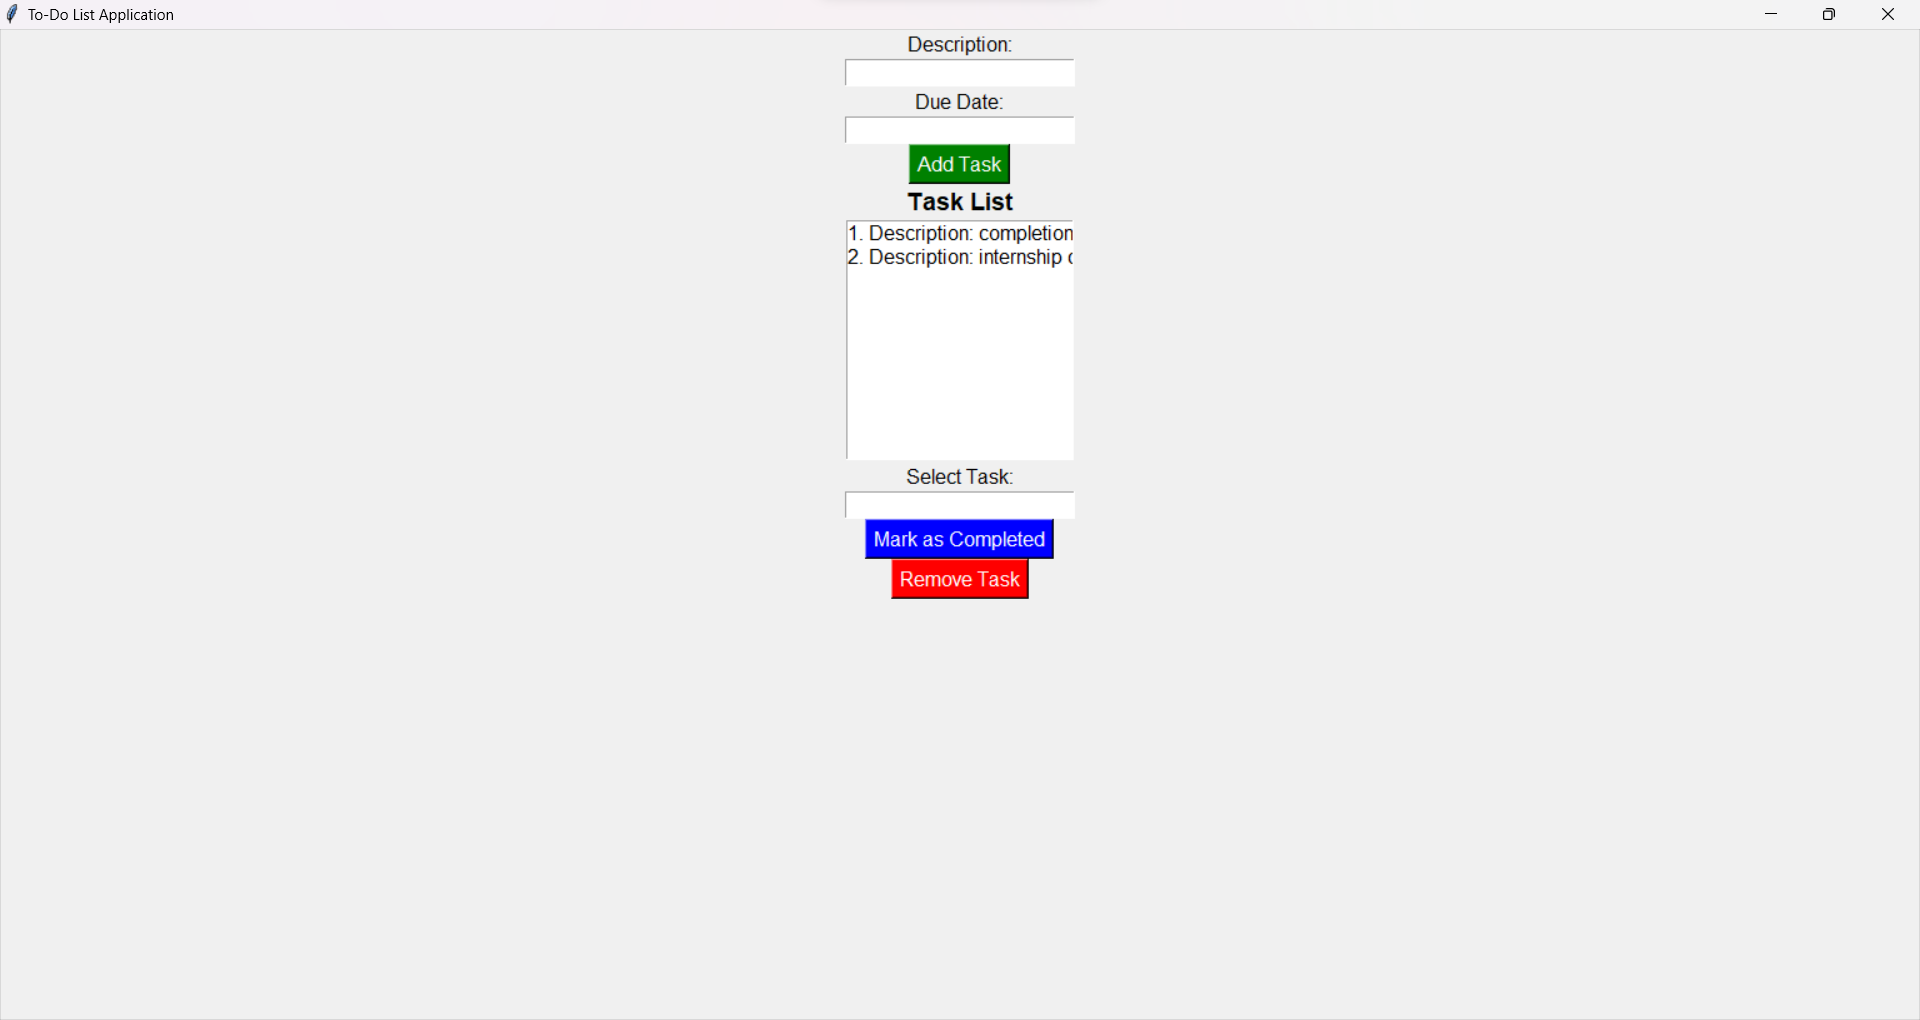 To-Do List Application
Description:
Due Date:
Add Task
Task List
1. Description: completion
2. Description: internship
Select Task:
Mark as Completed
Remove Task